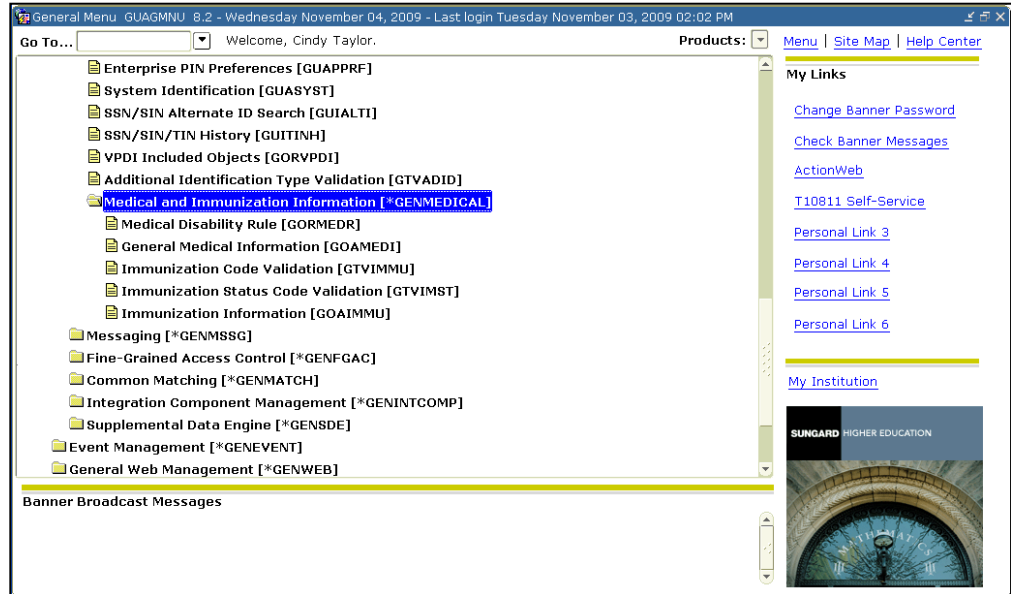 General Menu GUAGMNU 8.2 - Wednesday November 04, 2009 - Last login Tuesday November 03, 2009 02:02 PM
Go To... Welcome, Cindy Taylor. Products: Menu | Site Map | Help Center
Enterprise PIN Preferences [GUAPPRF]
System Identification [GUASYST]
SSN/SIN Alternate ID Search [GUIALTI]
SSN/SIN/TIN History [GUITINH]
VPDI Included Objects [GORVPDI]
Additional Identification Type Validation [GTVADID]
Medical and Immunization Information [*GENMEDICAL]
Medical Disability Rule [GORMEDR]
General Medical Information [GOAMEDI]
Immunization Code Validation [GTVIMMU]
Immunization Status Code Validation [GTVIMST]
Immunization Information [GOAIMMU]
Messaging [*GENMSSG]
Fine-Grained Access Control [*GENFGAC]
Common Matching [*GENMATCH]
Integration Component Management [*GENINTCOMP]
Supplemental Data Engine [*GENSDE]
Event Management [*GENEVENT]
General Web Management [*GENWEB]
Banner Broadcast Messages
My Links
Change Banner Password
Check Banner Messages
ActionWeb
T10811 Self-Service
Personal Link 3
Personal Link 4
Personal Link 5
Personal Link 6
My Institution
SUNGARD HIGHER EDUCATION
MATHEMATICS